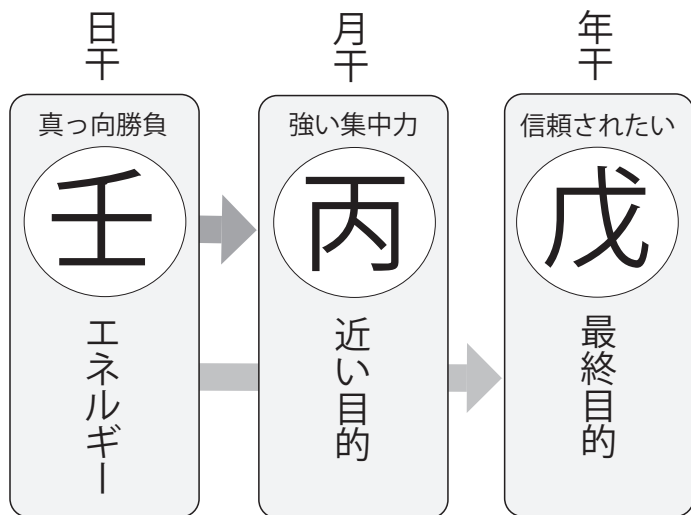 日干
真っ向勝負
壬
エネルギー
月干
強い集中力
丙
近い目的
年干
信頼されたい
戊
最終目的